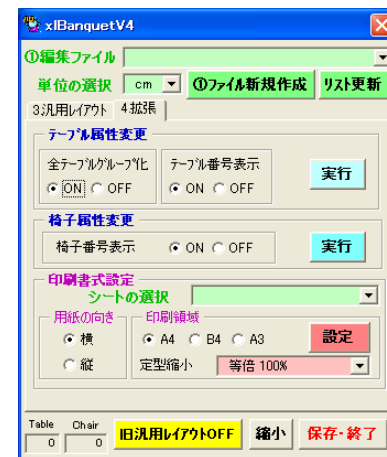 xlBanquetV4
①編集ファイル
単位の選択 cm ①ファイル新規作成 リスト更新
3.汎用レイアウト 4.拡張
テーブル属性変更
全テーブルグループ化 テーブル番号表示
ON OFF ON OFF 実行
椅子属性変更
椅子番号表示 ON OFF 実行
印刷書式設定
シートの選択
用紙の向き 印刷領域
横 A4 B4 A3 設定
縦 定型縮小 等倍 100%
Table Chair
0 0 旧汎用レイアウトOFF 縮小 保存・終了